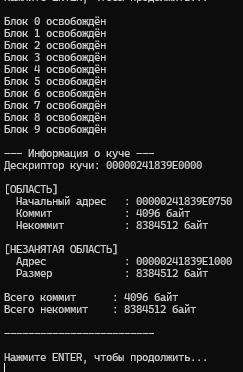 Нажмите ENTER, чтобы продолжить...
Блок 0 освобождён
Блок 1 освобождён
Блок 2 освобождён
Блок 3 освобождён
Блок 4 освобождён
Блок 5 освобождён
Блок 6 освобождён
Блок 7 освобождён
Блок 8 освобождён
Блок 9 освобождён
--- Информация о куче ---
Дескриптор кучи: 00000241839E0000
[ОБЛАСТЬ]
Начальный адрес : 00000241839E0750
Коммит : 4096 байт
Некоммит : 8384512 байт
[НЕЗАНЯТАЯ ОБЛАСТЬ]
Адрес : 00000241839E1000
Размер : 8384512 байт
Всего коммит : 4096 байт
Всего некоммит : 8384512 байт
-------------------------
Нажмите ENTER, чтобы продолжить...